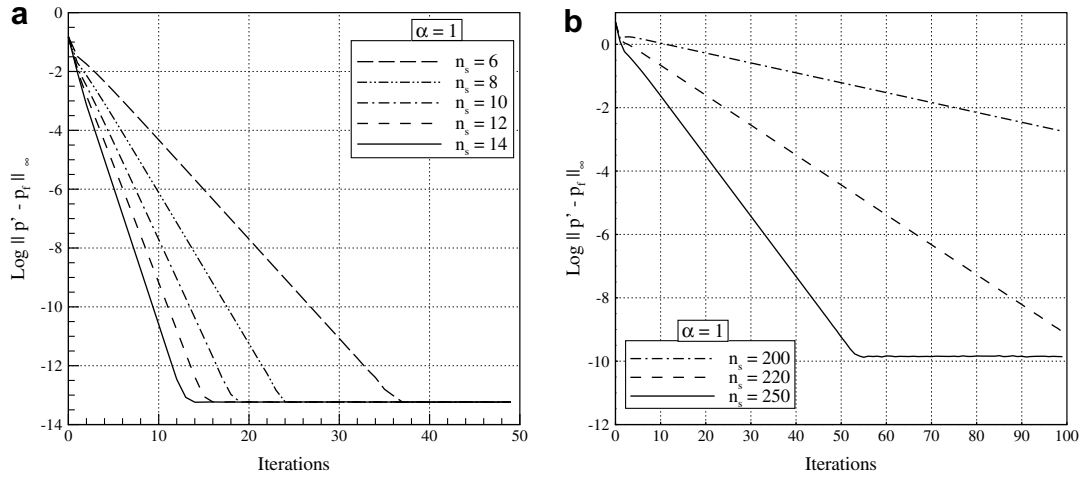 a
α = 1
n_s = 6
n_s = 8
n_s = 10
n_s = 12
n_s = 14
0
-2
-4
-6
-8
-10
-12
-14
Log || p' - p_f ||_∞
0 10 20 30 40 50
Iterations
b
0
-2
-4
-6
-8
-10
-12
Log || p' - p_f ||_∞
α = 1
n_s = 200
n_s = 220
n_s = 250
0 10 20 30 40 50 60 70 80 90 100
Iterations